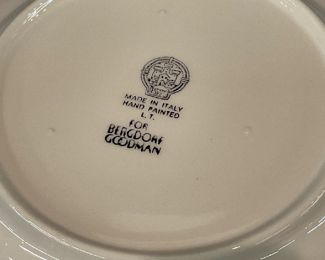 MADE IN ITALY
HAND PAINTED
L. T.
FOR
BERGDORF
GOODMAN